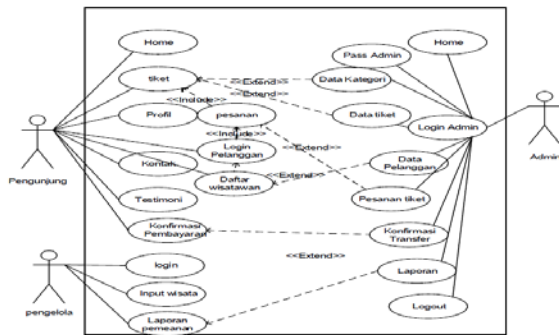 Home
Home
Pass Admin
tiket
<<Extend>>
Data Kategori
<<Extend>>
<<Include>>
Profil
pesanan
Data tiket
Login Admin
<<Include>>
Login
Pelanggan
<<Extend>>
Pengunjung
Admin
Kontak
Data
Pelanggan
Daftar
wisatawan
<<Extend>>
Testimoni
Pesanan tiket
Konfirmasi
Pembayaran
Konfirmasi
Transfer
login
<<Extend>>
Laporan
Input wisata
pengelola
Laporan
Logout